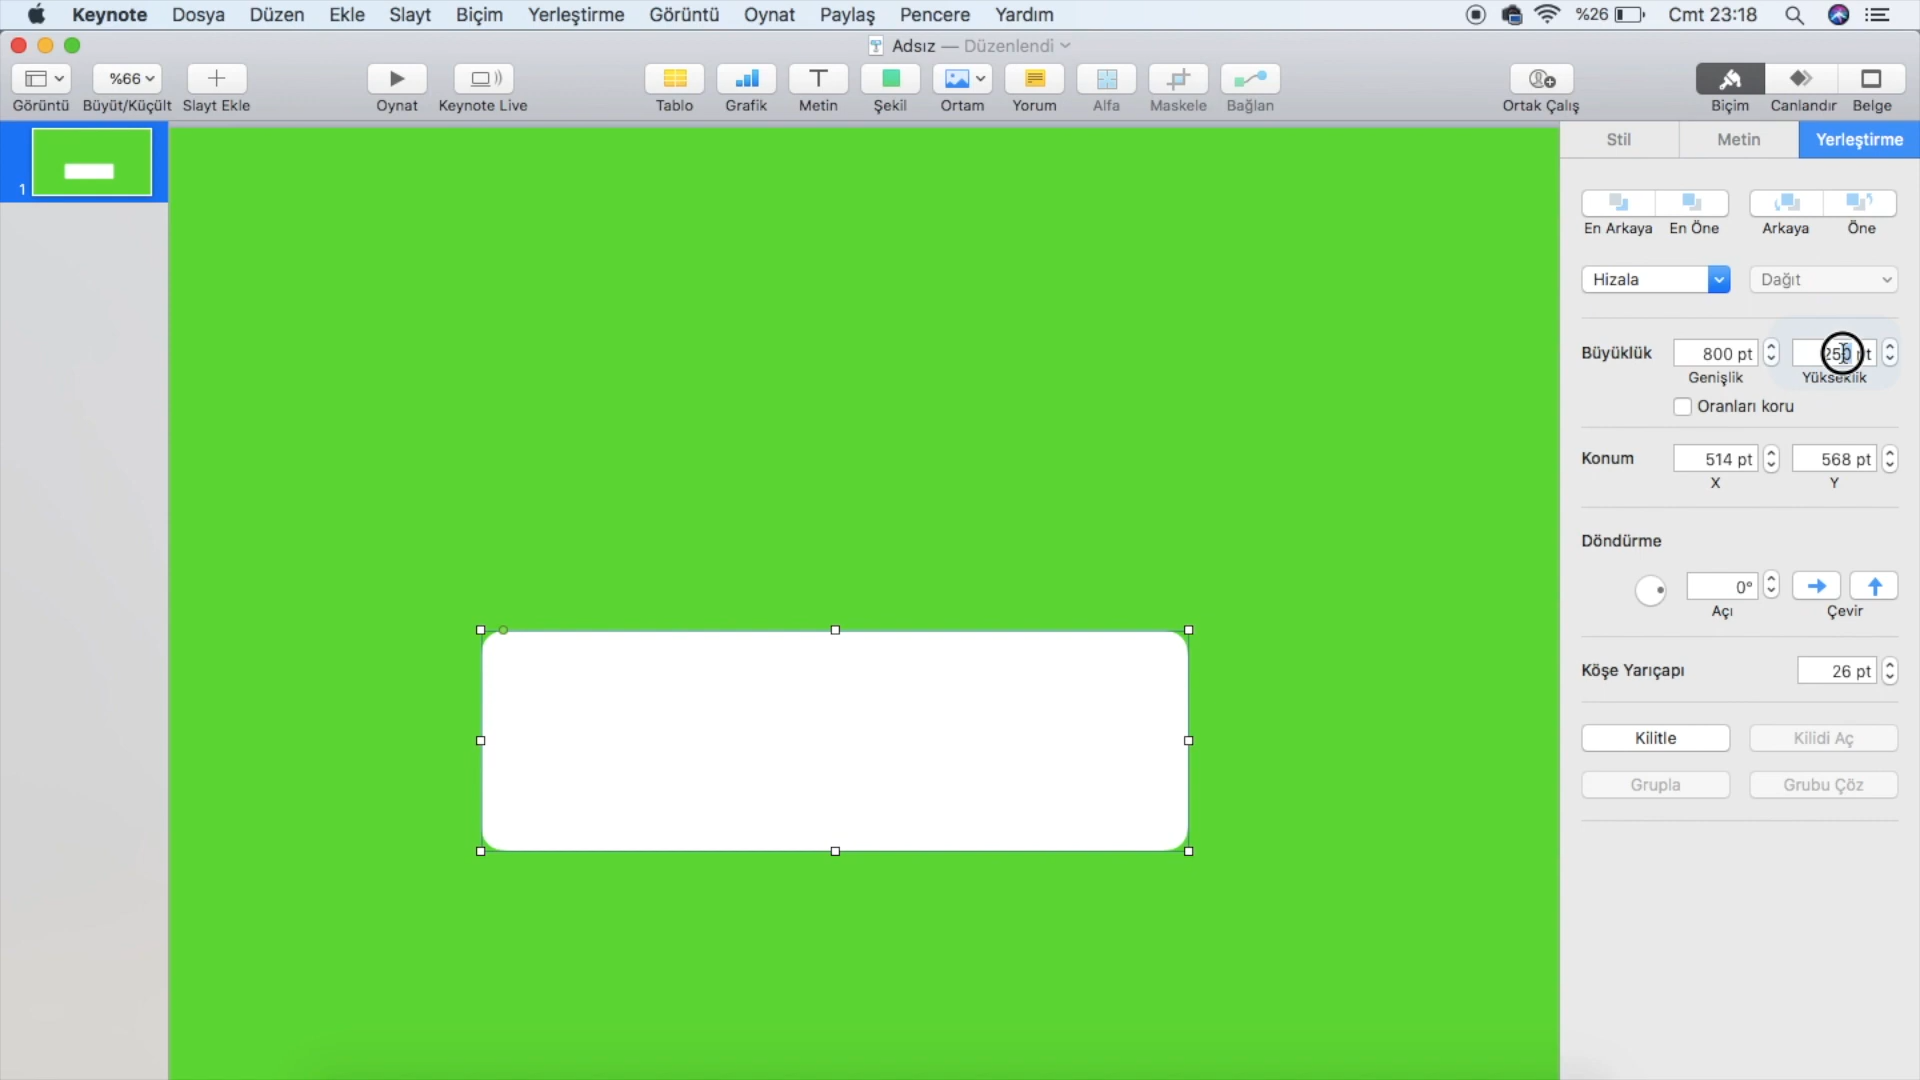 Keynote Dosya Düzen Ekle Slayt Biçim Yerleştirme Görüntü Oynat Paylaş Pencere Yardım %26 Cmt 23:18
Adsız — Düzenlendi
%66
Görüntü Büyüt/Küçült Slayt Ekle Oynat Keynote Live Tablo Grafik Metin Şekil Ortam Yorum Alfa Maskele Bağlan Ortak Çalış Biçim Canlandır Belge
1
Stil Metin Yerleştirme
En Arkaya En Öne Arkaya Öne
Hizala Dağıt
Büyüklük 800 pt 250 pt
Genişlik Yükseklik
Oranları koru
Konum 514 pt 568 pt
X Y
Döndürme
0°
Açı Çevir
Köşe Yarıçapı 26 pt
Kilitle Kilidi Aç
Grupla Grubu Çöz